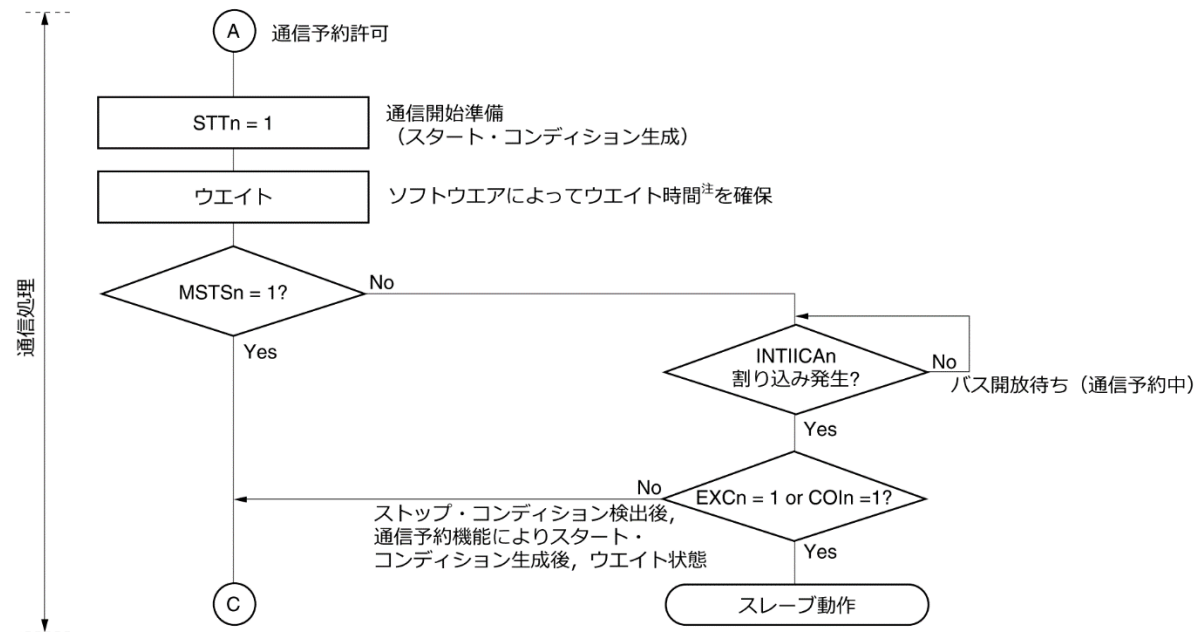 A 通信予約許可
STTn = 1
通信開始準備
（スタート・コンディション生成）
ウエイト
ソフトウエアによってウエイト時間注を確保
通信処理
MSTSn = 1?
No
Yes
INTIICAn
割り込み発生?
No
バス開放待ち（通信予約中）
Yes
EXCn = 1 or COIn =1?
No
ストップ・コンディション検出後，
通信予約機能によりスタート・
コンディション生成後，ウエイト状態
Yes
C
スレーブ動作